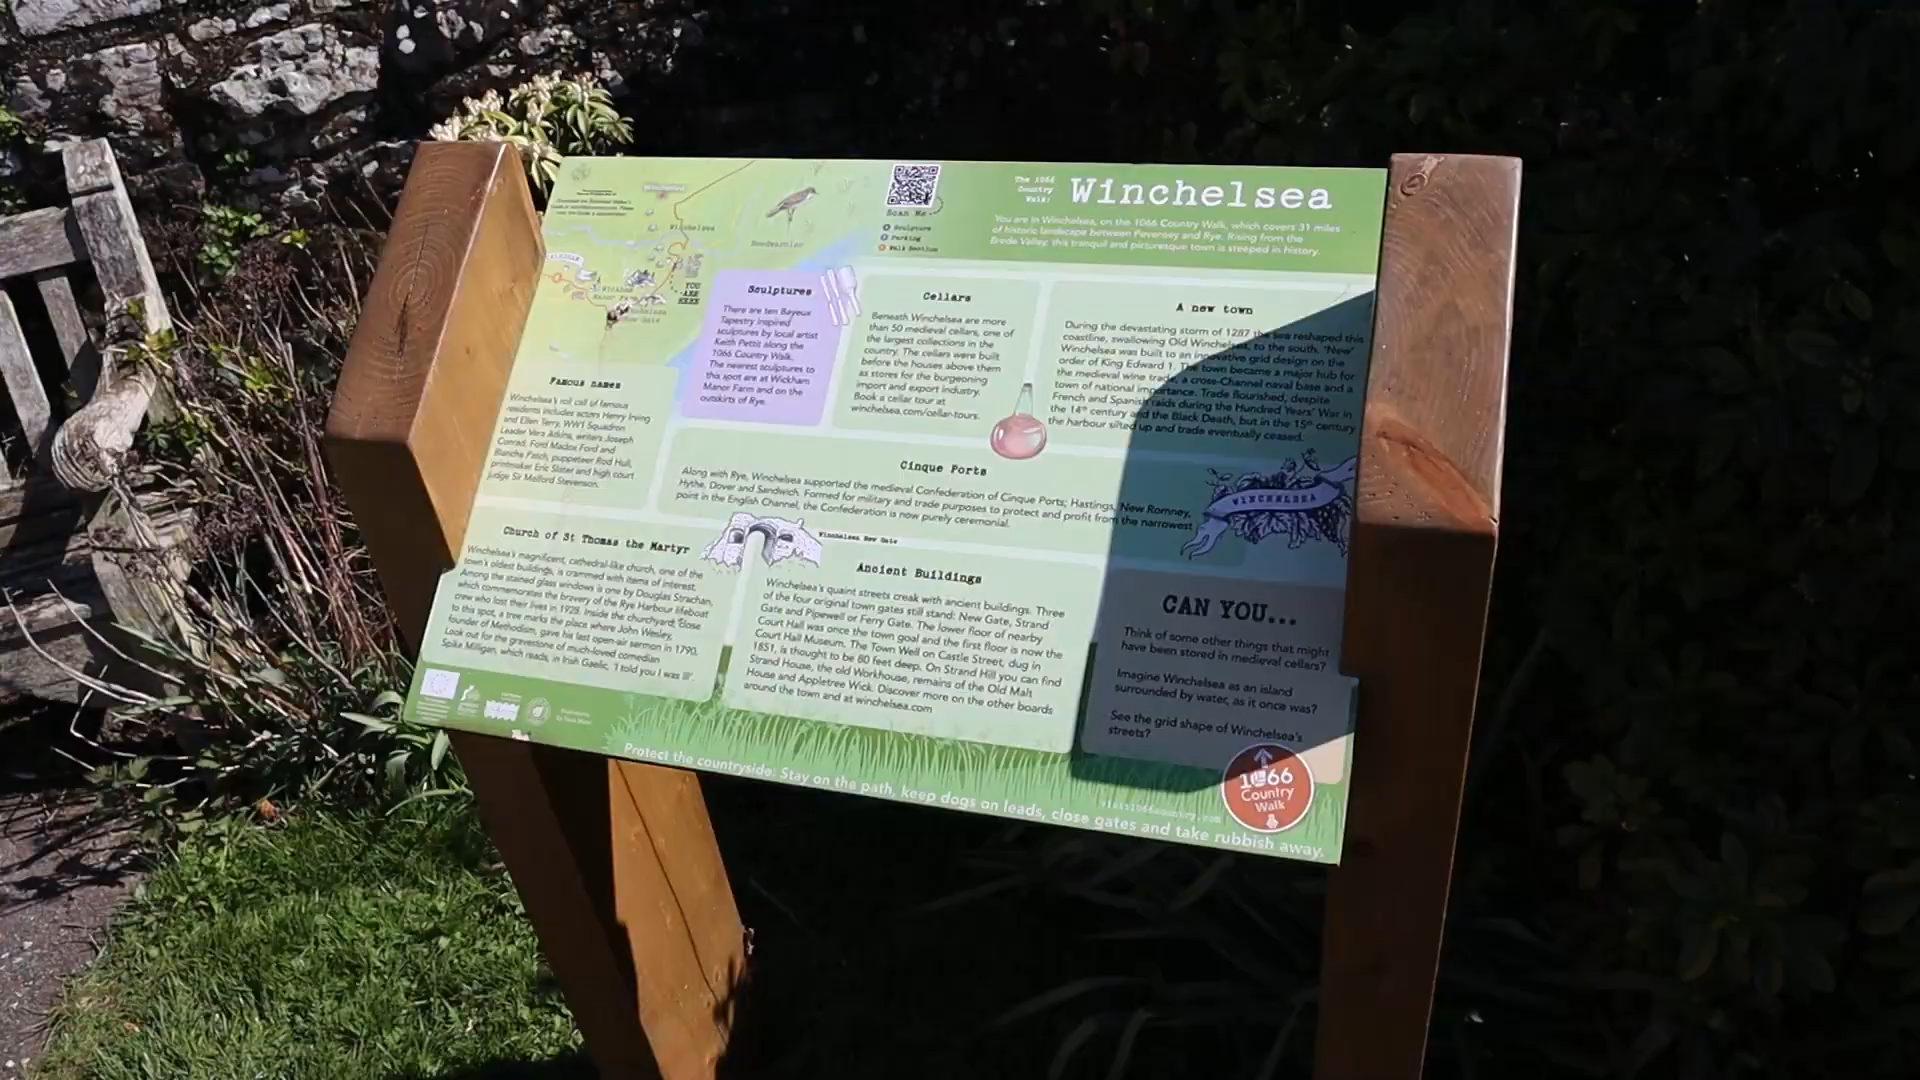 The 1066
Country
Walk:
Winchelsea
You are in Winchelsea, on the 1066 Country Walk, which covers 31 miles
of historic landscape between Pevensey and Rye. Rising from the
Brede Valley, this tranquil and picturesque town is steeped in history.
Scan Me
Sculpture
Parking
Walk Section
Reedwarbler
Winchelsea
YOU
ARE
HERE
Wickham
Manor Farm
Winchelsea
New Gate
Sculptures
There are ten Bayeux
Tapestry inspired
sculptures by local artist
Keith Pettit along the
1066 Country Walk.
The nearest sculptures to
this spot are at Wickham
Manor Farm and on the
outskirts of Rye.
Cellars
Beneath Winchelsea are more
than 50 medieval cellars, one of
the largest collections in the
country. The cellars were built
before the houses above them
as stores for the burgeoning
import and export industry.
Book a cellar tour at
winchelsea.com/cellar-tours.
A new town
During the devastating storm of 1287 the sea reshaped this
coastline, swallowing Old Winchelsea, to the south. 'New'
Winchelsea was built to an innovative grid design on the
order of King Edward 1. The town became a major hub for
the medieval wine trade, a cross-Channel naval base and a
town of national importance. Trade flourished, despite
French and Spanish raids during the Hundred Years' War in
the 14th century and the Black Death, but in the 15th century
the harbour silted up and trade eventually ceased.
Famous names
Winchelsea's roll call of famous
residents includes actors Henry Irving
and Ellen Terry, WW1 Squadron
Leader Vera Atkins, writers Joseph
Conrad, Ford Madox Ford and
Blanche Patch, puppeteer Rod Hull,
printmaker Eric Slater and high court
judge Sir Melford Stevenson.
Cinque Ports
Along with Rye, Winchelsea supported the medieval Confederation of Cinque Ports; Hastings, New Romney,
Hythe, Dover and Sandwich. Formed for military and trade purposes to protect and profit from the narrowest
point in the English Channel, the Confederation is now purely ceremonial.
WINCHELSEA
Winchelsea New Gate
Church of St Thomas the Martyr
Winchelsea's magnificent, cathedral-like church, one of the
town's oldest buildings, is crammed with items of interest.
Among the stained glass windows is one by Douglas Strachan,
which commemorates the bravery of the Rye Harbour lifeboat
crew who lost their lives in 1928. Inside the churchyard, close
to this spot, a tree marks the place where John Wesley,
founder of Methodism, gave his last open-air sermon in 1790.
Look out for the gravestone of much-loved comedian
Spike Milligan, which reads, in Irish Gaelic, 'I told you I was ill'.
Ancient Buildings
Winchelsea's quaint streets creak with ancient buildings. Three
of the four original town gates still stand: New Gate, Strand
Gate and Pipewell or Ferry Gate. The lower floor of nearby
Court Hall was once the town goal and the first floor is now the
Court Hall Museum. The Town Well on Castle Street, dug in
1851, is thought to be 80 feet deep. On Strand Hill you can find
Strand House, the old Workhouse, remains of the Old Malt
House and Appletree Wick. Discover more on the other boards
around the town and at winchelsea.com
CAN YOU...
Think of some other things that might
have been stored in medieval cellars?
Imagine Winchelsea as an island
surrounded by water, as it once was?
See the grid shape of Winchelsea's
streets?
1066
Country
Walk
visit1066country.com
Protect the countryside: Stay on the path, keep dogs on leads, close gates and take rubbish away.